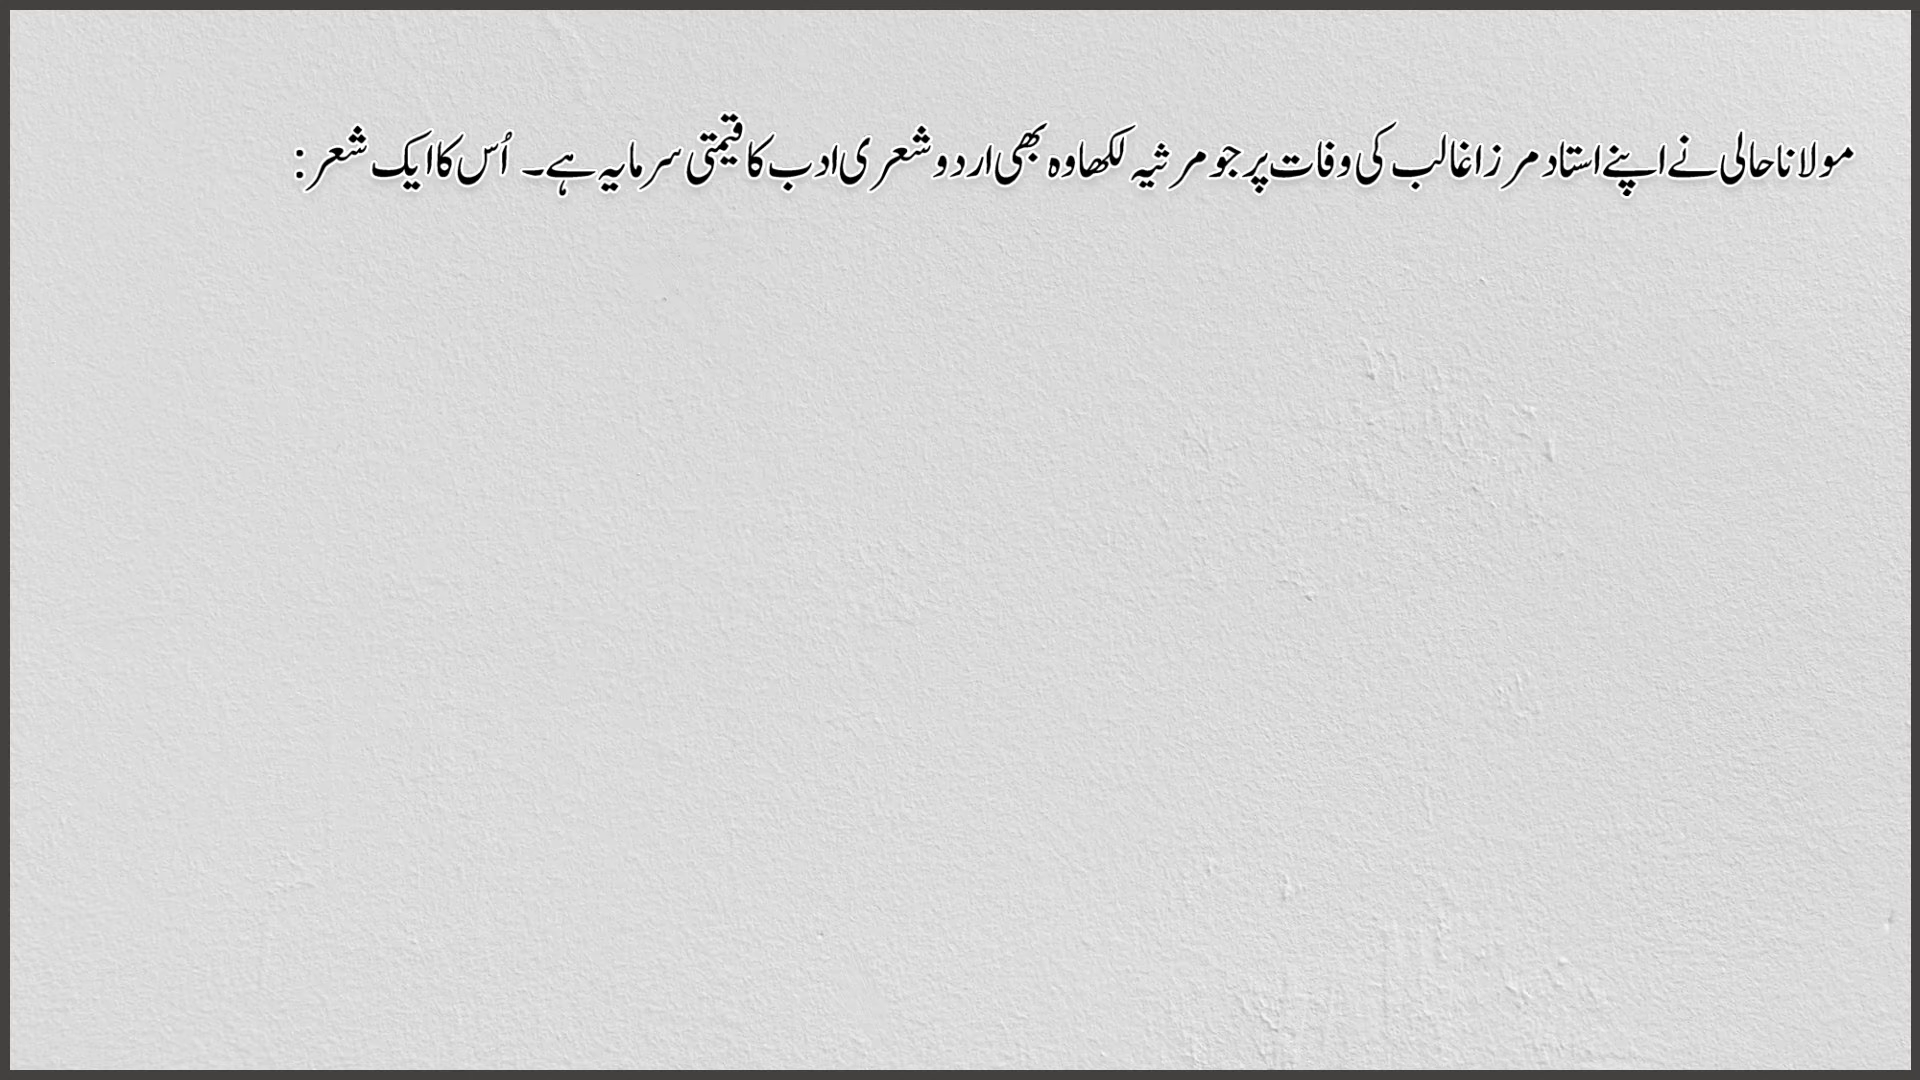 مولانا حالی نے اپنے استاد مرزا غالب کی وفات پر جو مرثیہ لکھا وہ بھی اردو شعری ادب کا قیمتی سرمایہ ہے۔ اُس کا ایک شعر :